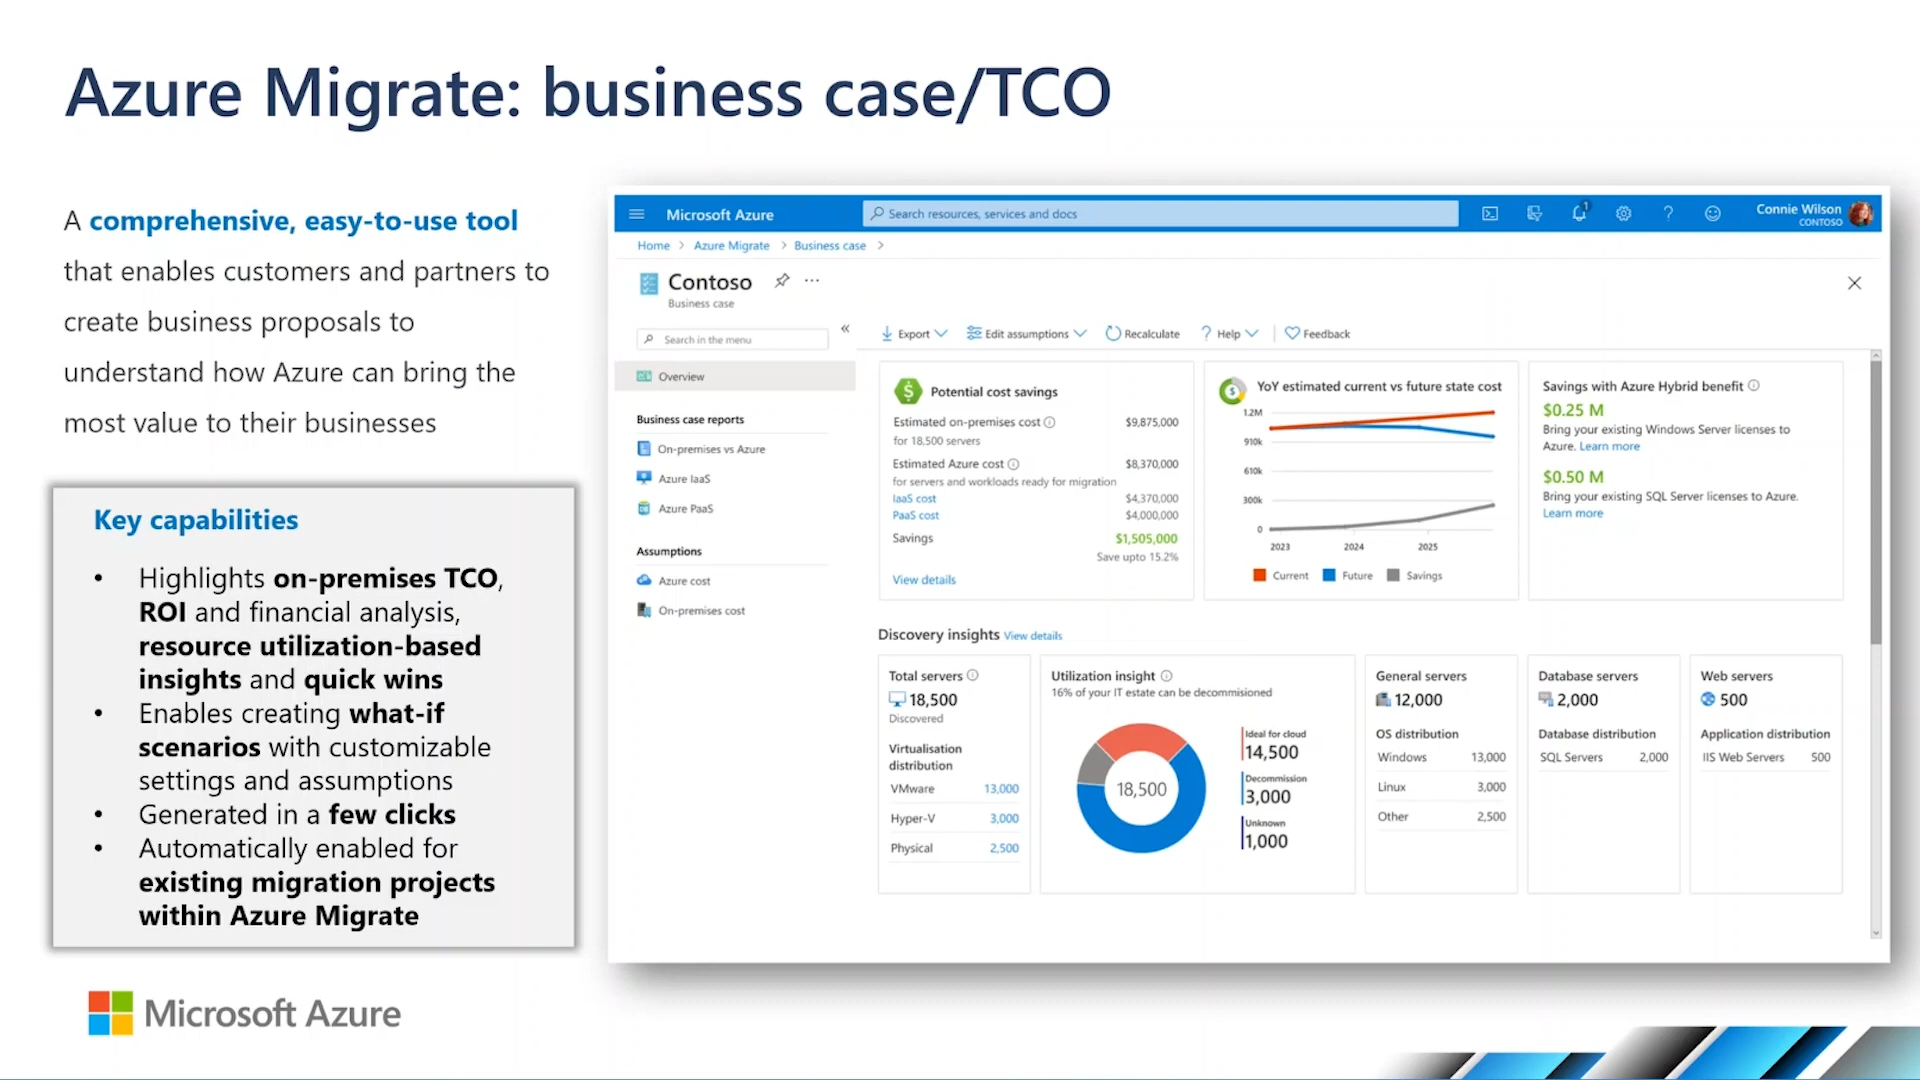 Azure Migrate: business case/TCO
A comprehensive, easy-to-use tool
that enables customers and partners to
create business proposals to
understand how Azure can bring the
most value to their businesses
Key capabilities
• Highlights on-premises TCO,
ROI and financial analysis,
resource utilization-based
insights and quick wins
• Enables creating what-if
scenarios with customizable
settings and assumptions
• Generated in a few clicks
• Automatically enabled for
existing migration projects
within Azure Migrate
Microsoft Azure
Microsoft Azure
Search resources, services and docs
1
Connie Wilson
CONTOSO
Home > Azure Migrate > Business case >
Contoso
Business case
Search in the menu
Overview
Business case reports
On-premises vs Azure
Azure IaaS
Azure PaaS
Assumptions
Azure cost
On-premises cost
Export
Edit assumptions
Recalculate
Help
Feedback
Potential cost savings
Estimated on-premises cost $9,875,000
for 18,500 servers
Estimated Azure cost $8,370,000
for servers and workloads ready for migration
IaaS cost $4,370,000
PaaS cost $4,000,000
Savings $1,505,000
Save upto 15.2%
View details
YoY estimated current vs future state cost
1.2M
910k
610k
300k
0
2023 2024 2025
Current Future Savings
Savings with Azure Hybrid benefit
$0.25 M
Bring your existing Windows Server licenses to
Azure. Learn more
$0.50 M
Bring your existing SQL Server licenses to Azure.
Learn more
Discovery insights View details
Total servers
18,500
Discovered
Virtualisation
distribution
VMware 13,000
Hyper-V 3,000
Physical 2,500
Utilization insight
16% of your IT estate can be decommisioned
18,500
Ideal for cloud
14,500
Decommission
3,000
Unknown
1,000
General servers
12,000
OS distribution
Windows 13,000
Linux 3,000
Other 2,500
Database servers
2,000
Database distribution
SQL Servers 2,000
Web servers
500
Application distribution
IIS Web Servers 500